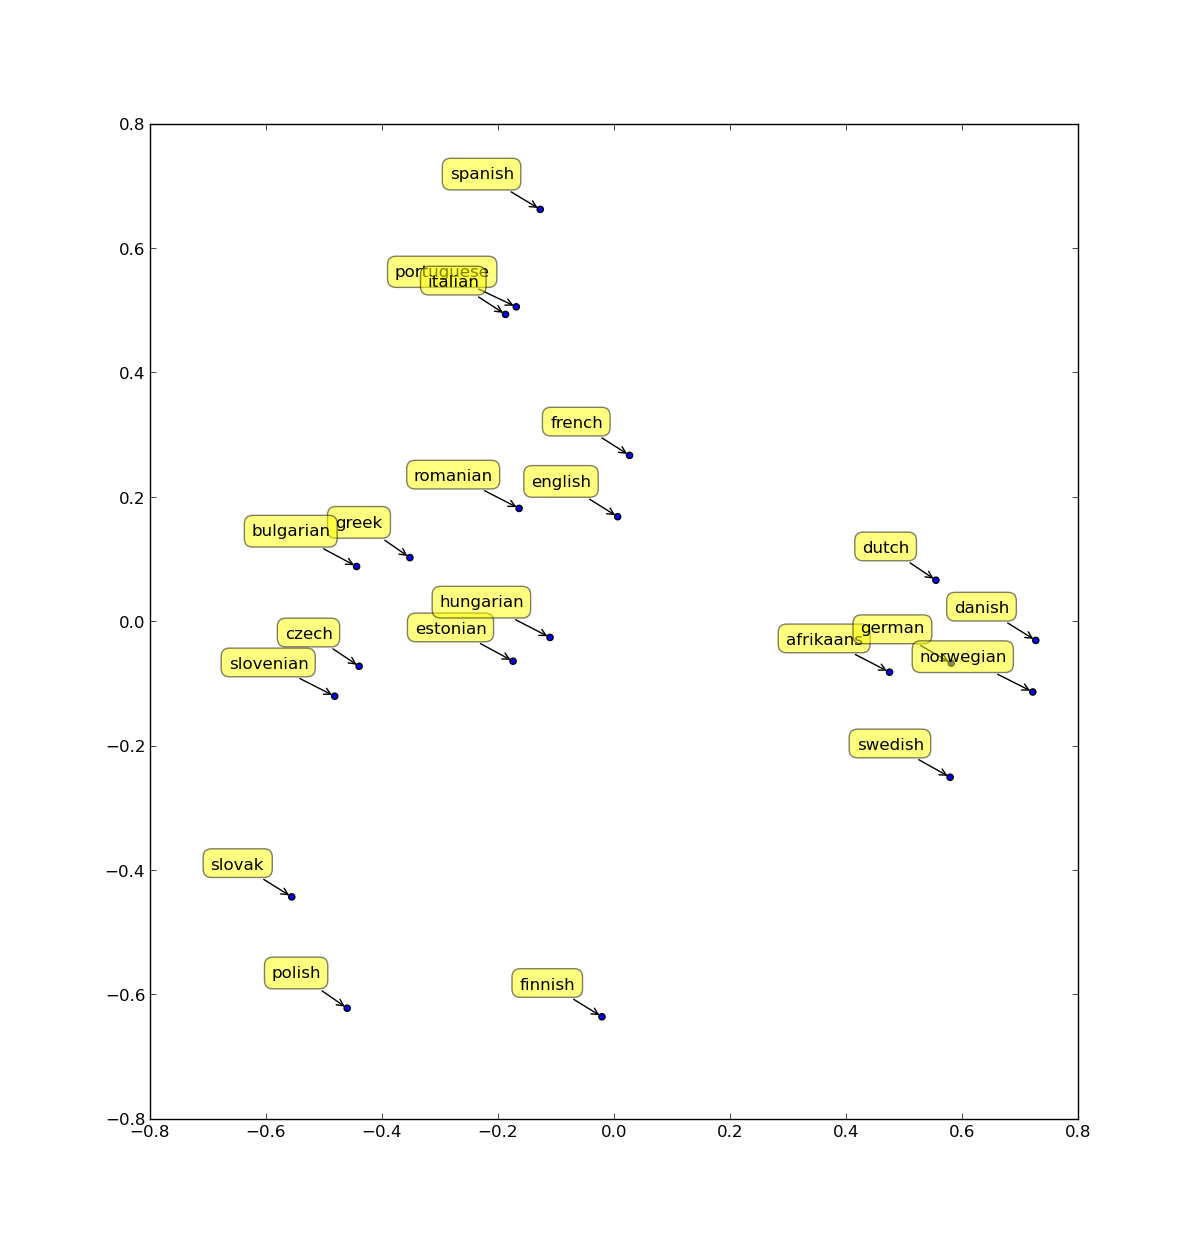 0.8
spanish
0.6
portuguese
italian
0.4
french
romanian
english
0.2
greek
bulgarian
dutch
hungarian
danish
0.0
estonian
german
czech
afrikaans
norwegian
slovenian
−0.2
swedish
−0.4
slovak
polish
finnish
−0.6
−0.8
−0.8 −0.6 −0.4 −0.2 0.0 0.2 0.4 0.6 0.8